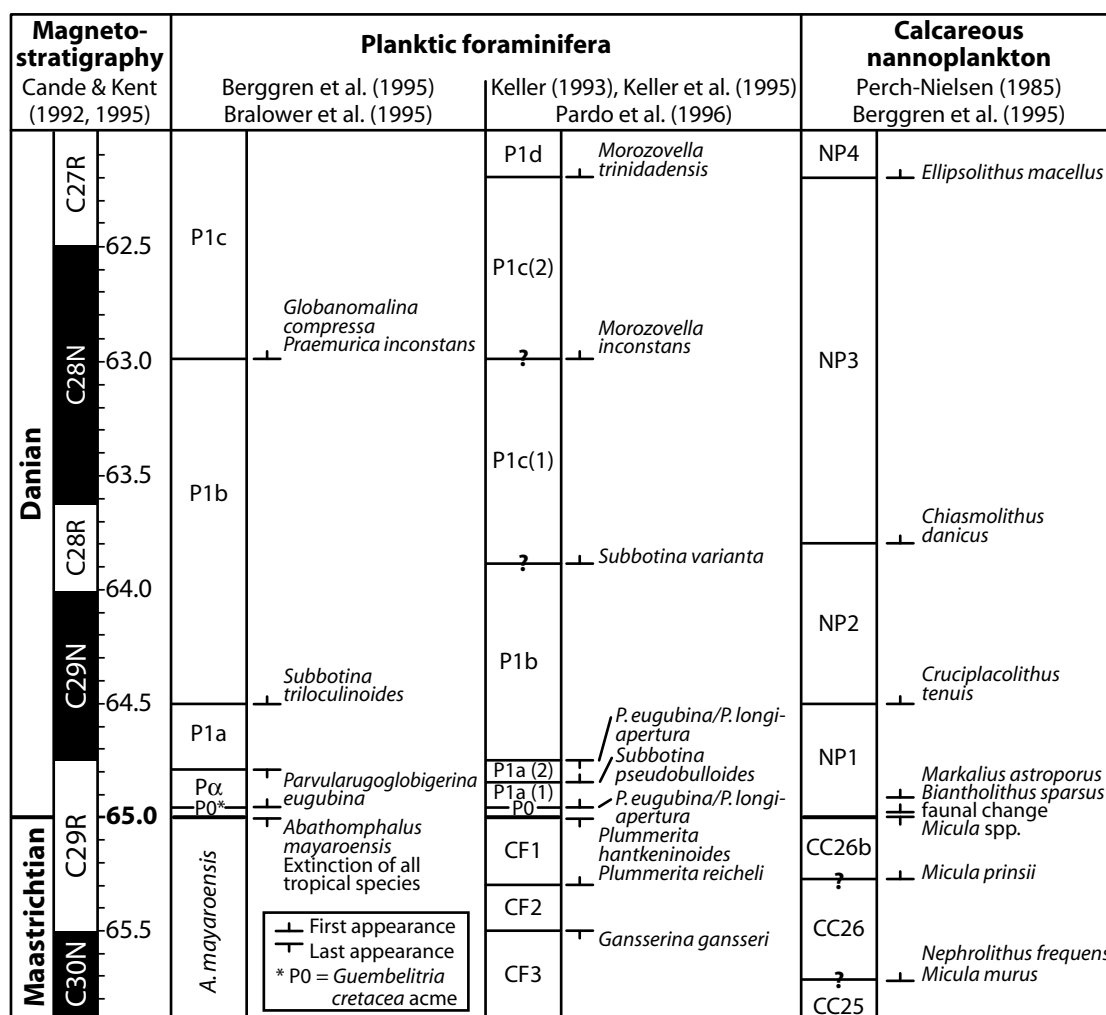 Magneto-
stratigraphy
Cande & Kent
(1992, 1995)
Planktic foraminifera
Berggren et al. (1995)
Bralower et al. (1995)
Keller (1993), Keller et al. (1995)
Pardo et al. (1996)
Calcareous
nannoplankton
Perch-Nielsen (1985)
Berggren et al. (1995)
Danian
Maastrichtian
C27R
C28N
C28R
C29N
C29R
C30N
62.5
63.0
63.5
64.0
64.5
65.0
65.5
P1c
P1b
P1a
Pα
P0*
A. mayaroensis
Globanomalina
compressa
Praemurica inconstans
Subbotina
triloculinoides
Parvularugoglobigerina
eugubina
Abathomphalus
mayaroensis
Extinction of all
tropical species
First appearance
Last appearance
* P0 = Guembelitria
cretacea acme
P1d
P1c(2)
?
P1c(1)
?
P1b
P1a (2)
P1a (1)
P0
CF1
CF2
CF3
Morozovella
trinidadensis
Morozovella
inconstans
Subbotina varianta
P. eugubina/P. longi-
apertura
Subbotina
pseudobulloides
P. eugubina/P. longi-
apertura
Plummerita
hantkeninoides
Plummerita reicheli
Gansserina gansseri
NP4
NP3
NP2
NP1
CC26b
?
CC26
?
CC25
Ellipsolithus macellus
Chiasmolithus
danicus
Cruciplacolithus
tenuis
Markalius astroporus
Biantholithus sparsus
faunal change
Micula spp.
Micula prinsii
Nephrolithus frequens
Micula murus